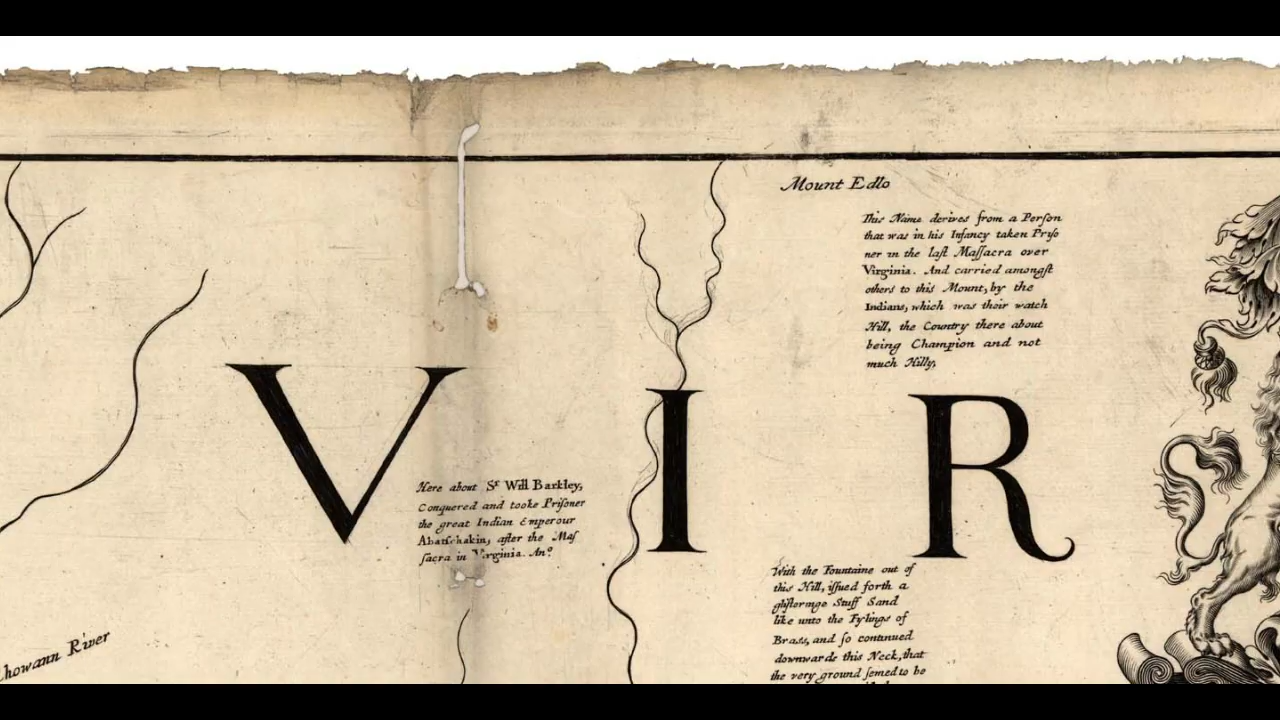 Mount Edlo
This Name derives from a Person
that was in his Infancy taken Priso
ner in the last Massacra over
Virginia. And carried amongst
others to this Mount, by the
Indians, which was their watch
Hill, the Country there about
being Champion and not
much Hilly,
V I R
Here about Sr Will Barkley,
Conquered and tooke Prisoner
the great Indian Emperour
after the Mas
sacra in Virginia. Ano
With the Fountaine out of
this Hill, issued forth a
glisteringe Stuff Sand
like unto the Fylings of
Brass, and so continued
downwards this Neck, that
the very ground semed to be
Chowann River